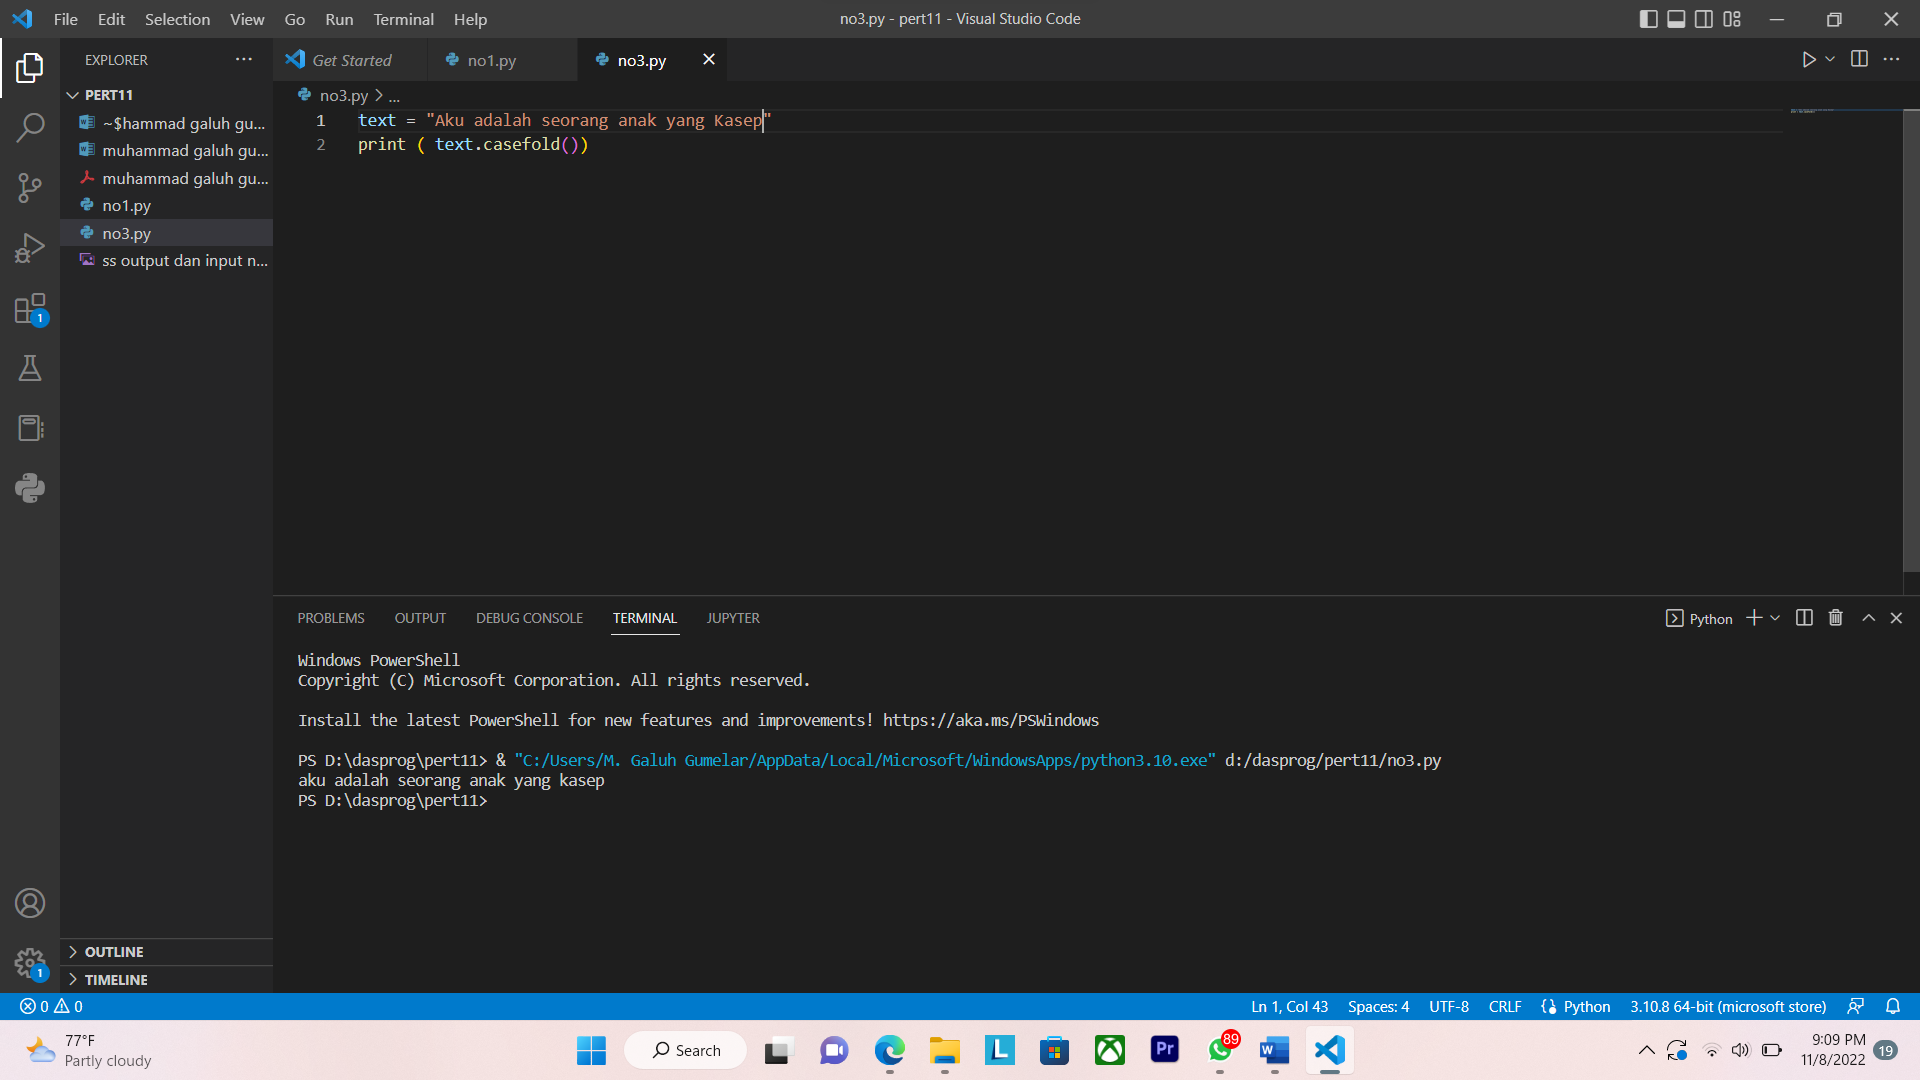 File Edit Selection View Go Run Terminal Help
no3.py - pert11 - Visual Studio Code
EXPLORER
Get Started
no1.py
no3.py
PERT11
~$hammad galuh gu...
muhammad galuh gu...
muhammad galuh gu...
no1.py
no3.py
ss output dan input n...
OUTLINE
TIMELINE
no3.py > ...
1 text = "Aku adalah seorang anak yang Kasep"
2 print ( text.casefold())
PROBLEMS OUTPUT DEBUG CONSOLE TERMINAL JUPYTER
Python
Windows PowerShell
Copyright (C) Microsoft Corporation. All rights reserved.
Install the latest PowerShell for new features and improvements! https://aka.ms/PSWindows
PS D:\dasprog\pert11> & "C:/Users/M. Galuh Gumelar/AppData/Local/Microsoft/WindowsApps/python3.10.exe" d:/dasprog/pert11/no3.py
aku adalah seorang anak yang kasep
PS D:\dasprog\pert11>
1
1
0 0
Ln 1, Col 43 Spaces: 4 UTF-8 CRLF Python 3.10.8 64-bit (microsoft store)
77°F
Partly cloudy
Search
L
Pr
89
W
9:09 PM
11/8/2022
19